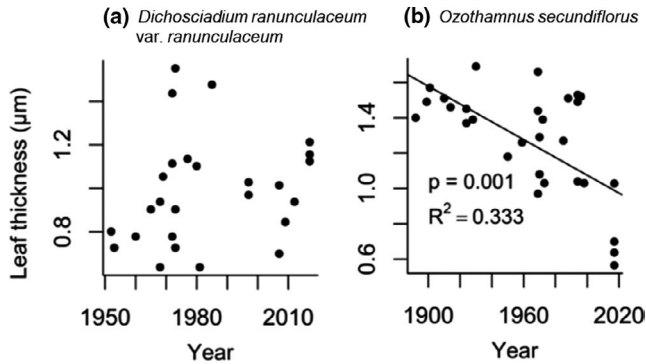 (a) Dichosciadium ranunculaceum
var. ranunculaceum
(b) Ozothamnus secundiflorus
Leaf thickness (μm)
1.2
0.8
1950
1980
2010
Year
1.4
1.0
0.6
p = 0.001
R² = 0.333
1900
1960
2020
Year